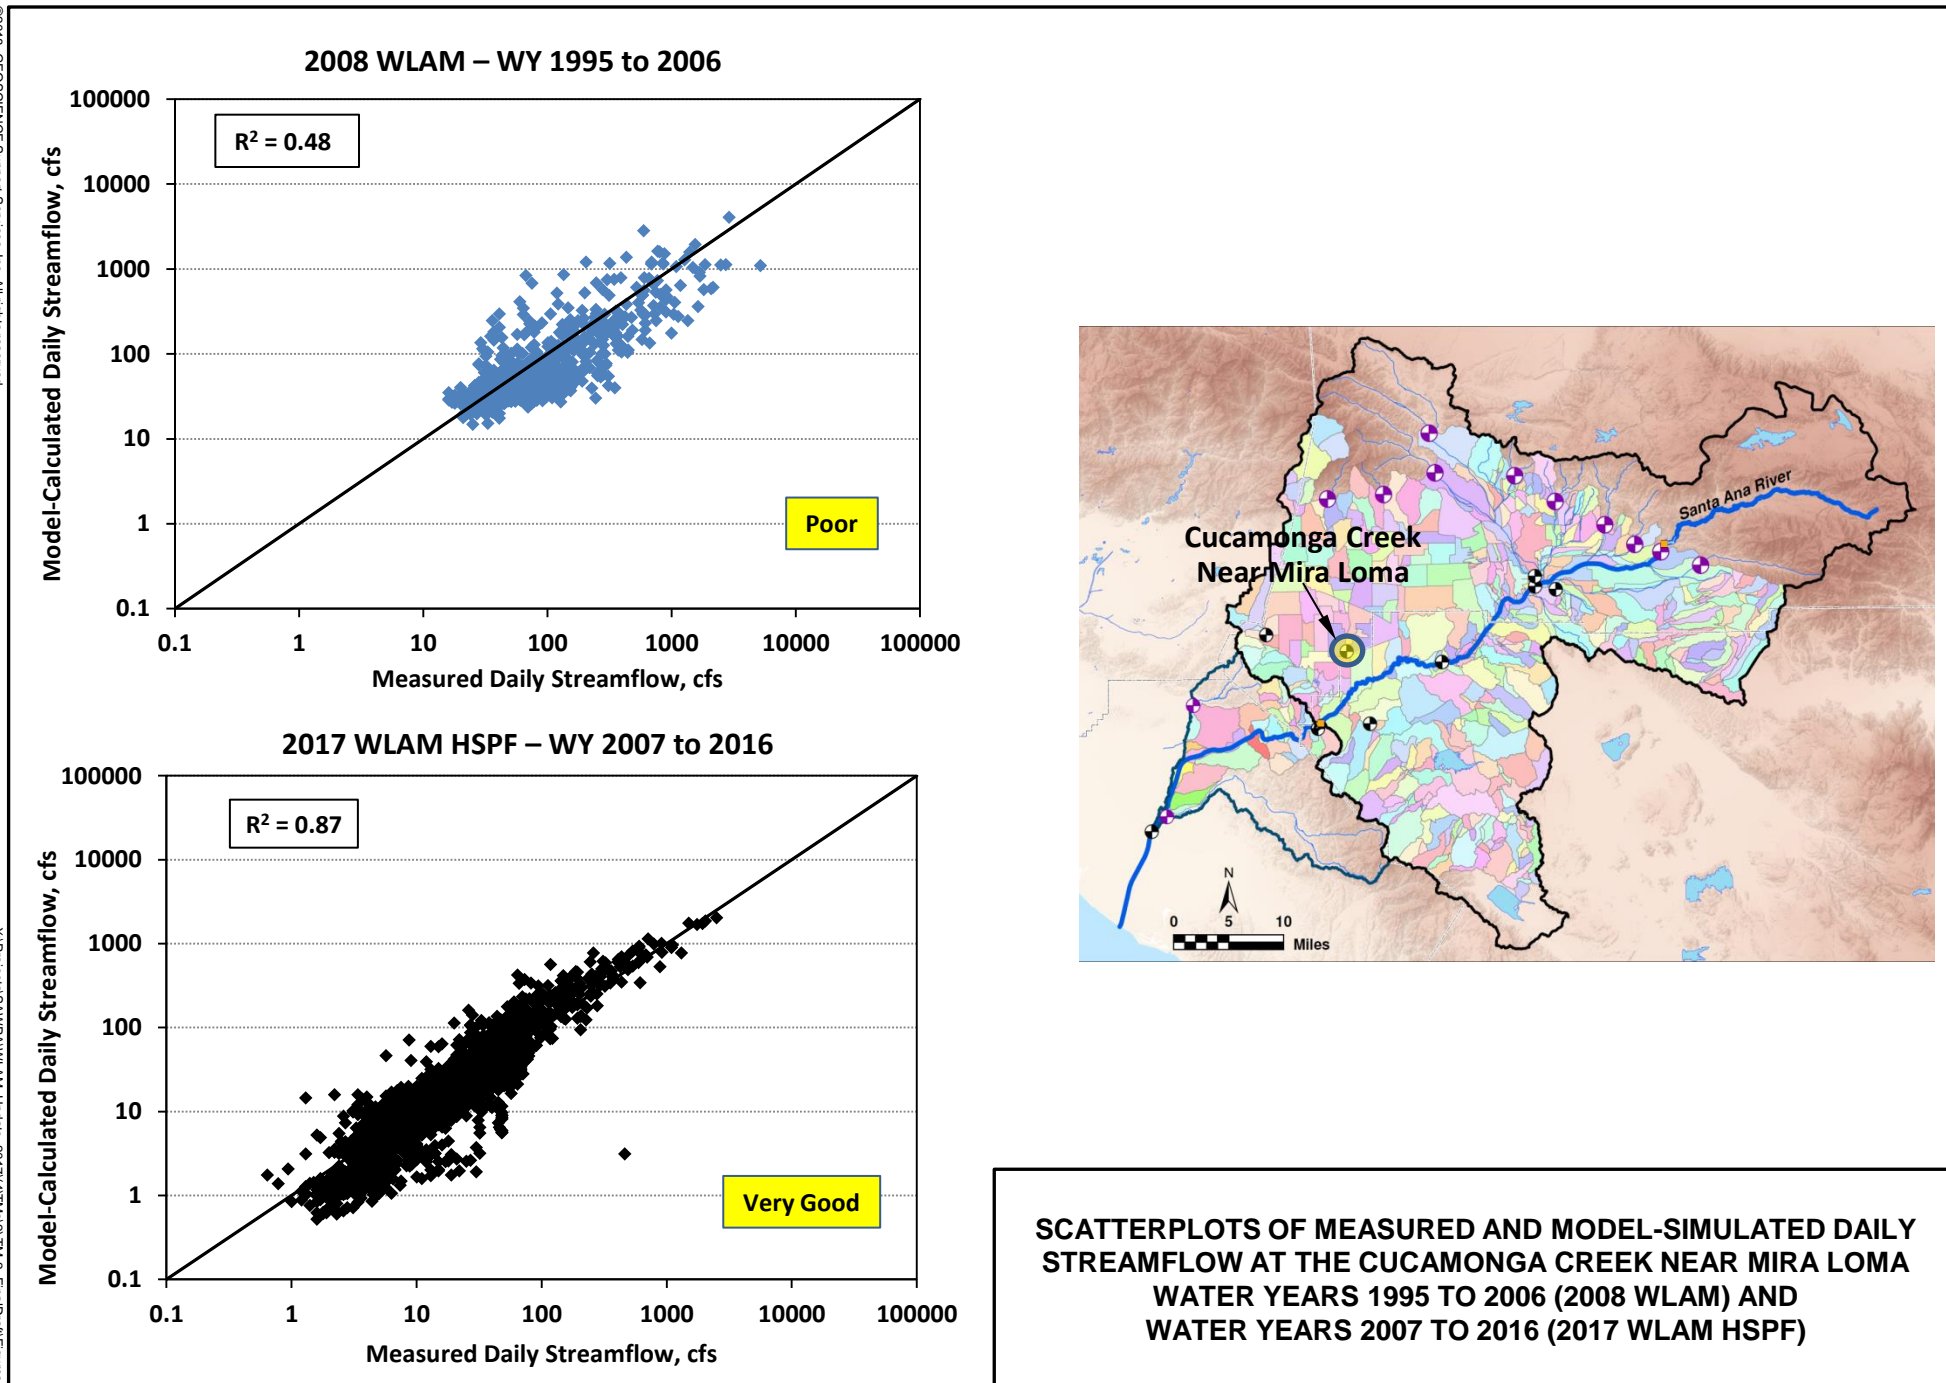 2008 WLAM – WY 1995 to 2006
R² = 0.48
Poor
100000
10000
1000
100
10
1
0.1
0.1 1 10 100 1000 10000 100000
Model-Calculated Daily Streamflow, cfs
Measured Daily Streamflow, cfs
2017 WLAM HSPF – WY 2007 to 2016
R² = 0.87
Very Good
100000
10000
1000
100
10
1
0.1
0.1 1 10 100 1000 10000 100000
Model-Calculated Daily Streamflow, cfs
Measured Daily Streamflow, cfs
Santa Ana River
Cucamonga Creek
Near Mira Loma
N
0 5 10
Miles
SCATTERPLOTS OF MEASURED AND MODEL-SIMULATED DAILY
STREAMFLOW AT THE CUCAMONGA CREEK NEAR MIRA LOMA
WATER YEARS 1995 TO 2006 (2008 WLAM) AND
WATER YEARS 2007 TO 2016 (2017 WLAM HSPF)